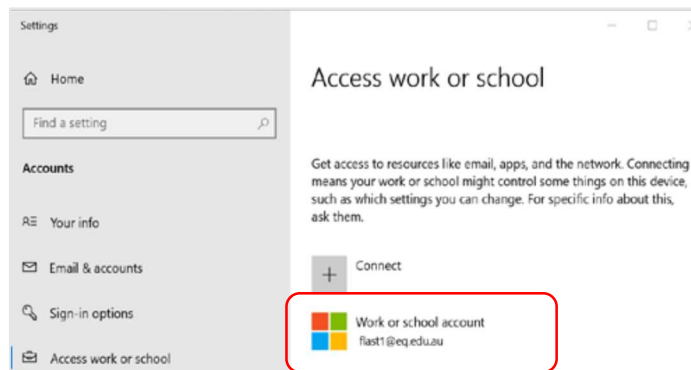 Settings
Home
Find a setting
Accounts
Your info
Email & accounts
Sign-in options
Access work or school
Access work or school
Get access to resources like email, apps, and the network. Connecting
means your work or school might control some things on this device,
such as which settings you can change. For specific info about this,
ask them.
Connect
Work or school account
flast1@eq.edu.au